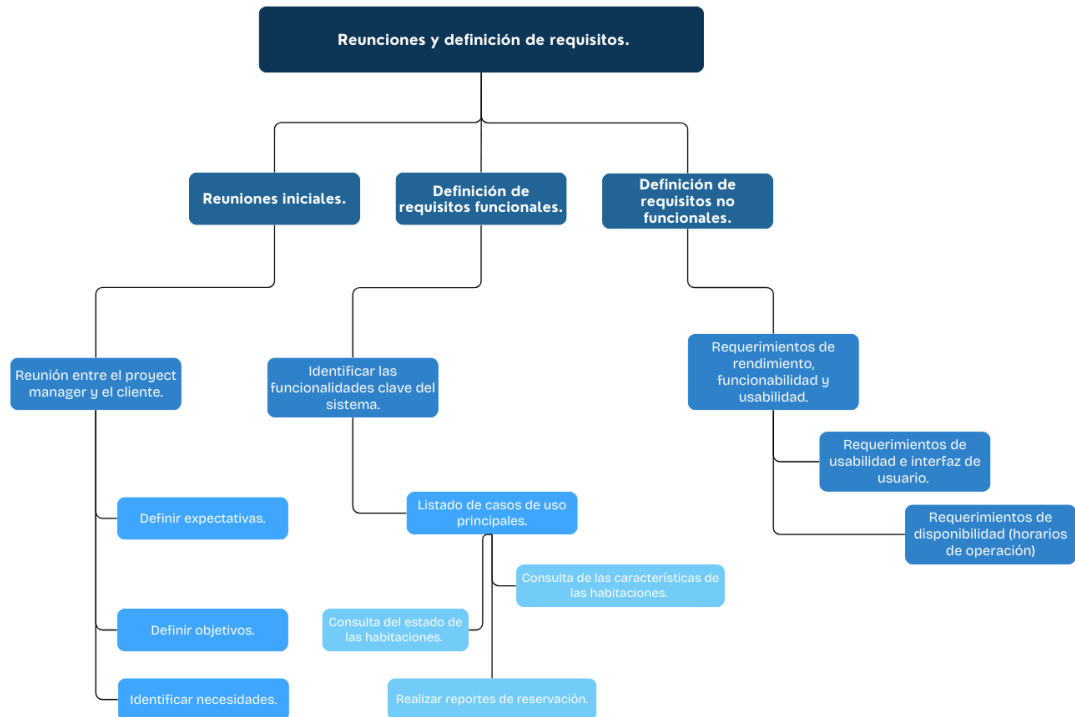 Reunciones y definición de requisitos.
Reuniones iniciales.
Definición de
requisitos funcionales.
Definición de
requisitos no
funcionales.
Reunión entre el proyect
manager y el cliente.
Identificar las
funcionalidades clave del
sistema.
Requerimientos de
rendimiento,
funcionabilidad y
usabilidad.
Requerimientos de
usabilidad e interfaz de
usuario.
Definir expectativas.
Listado de casos de uso
principales.
Requerimientos de
disponibilidad (horarios
de operación)
Consulta de las características de
las habitaciones.
Consulta del estado de
las habitaciones.
Definir objetivos.
Identificar necesidades.
Realizar reportes de reservación.